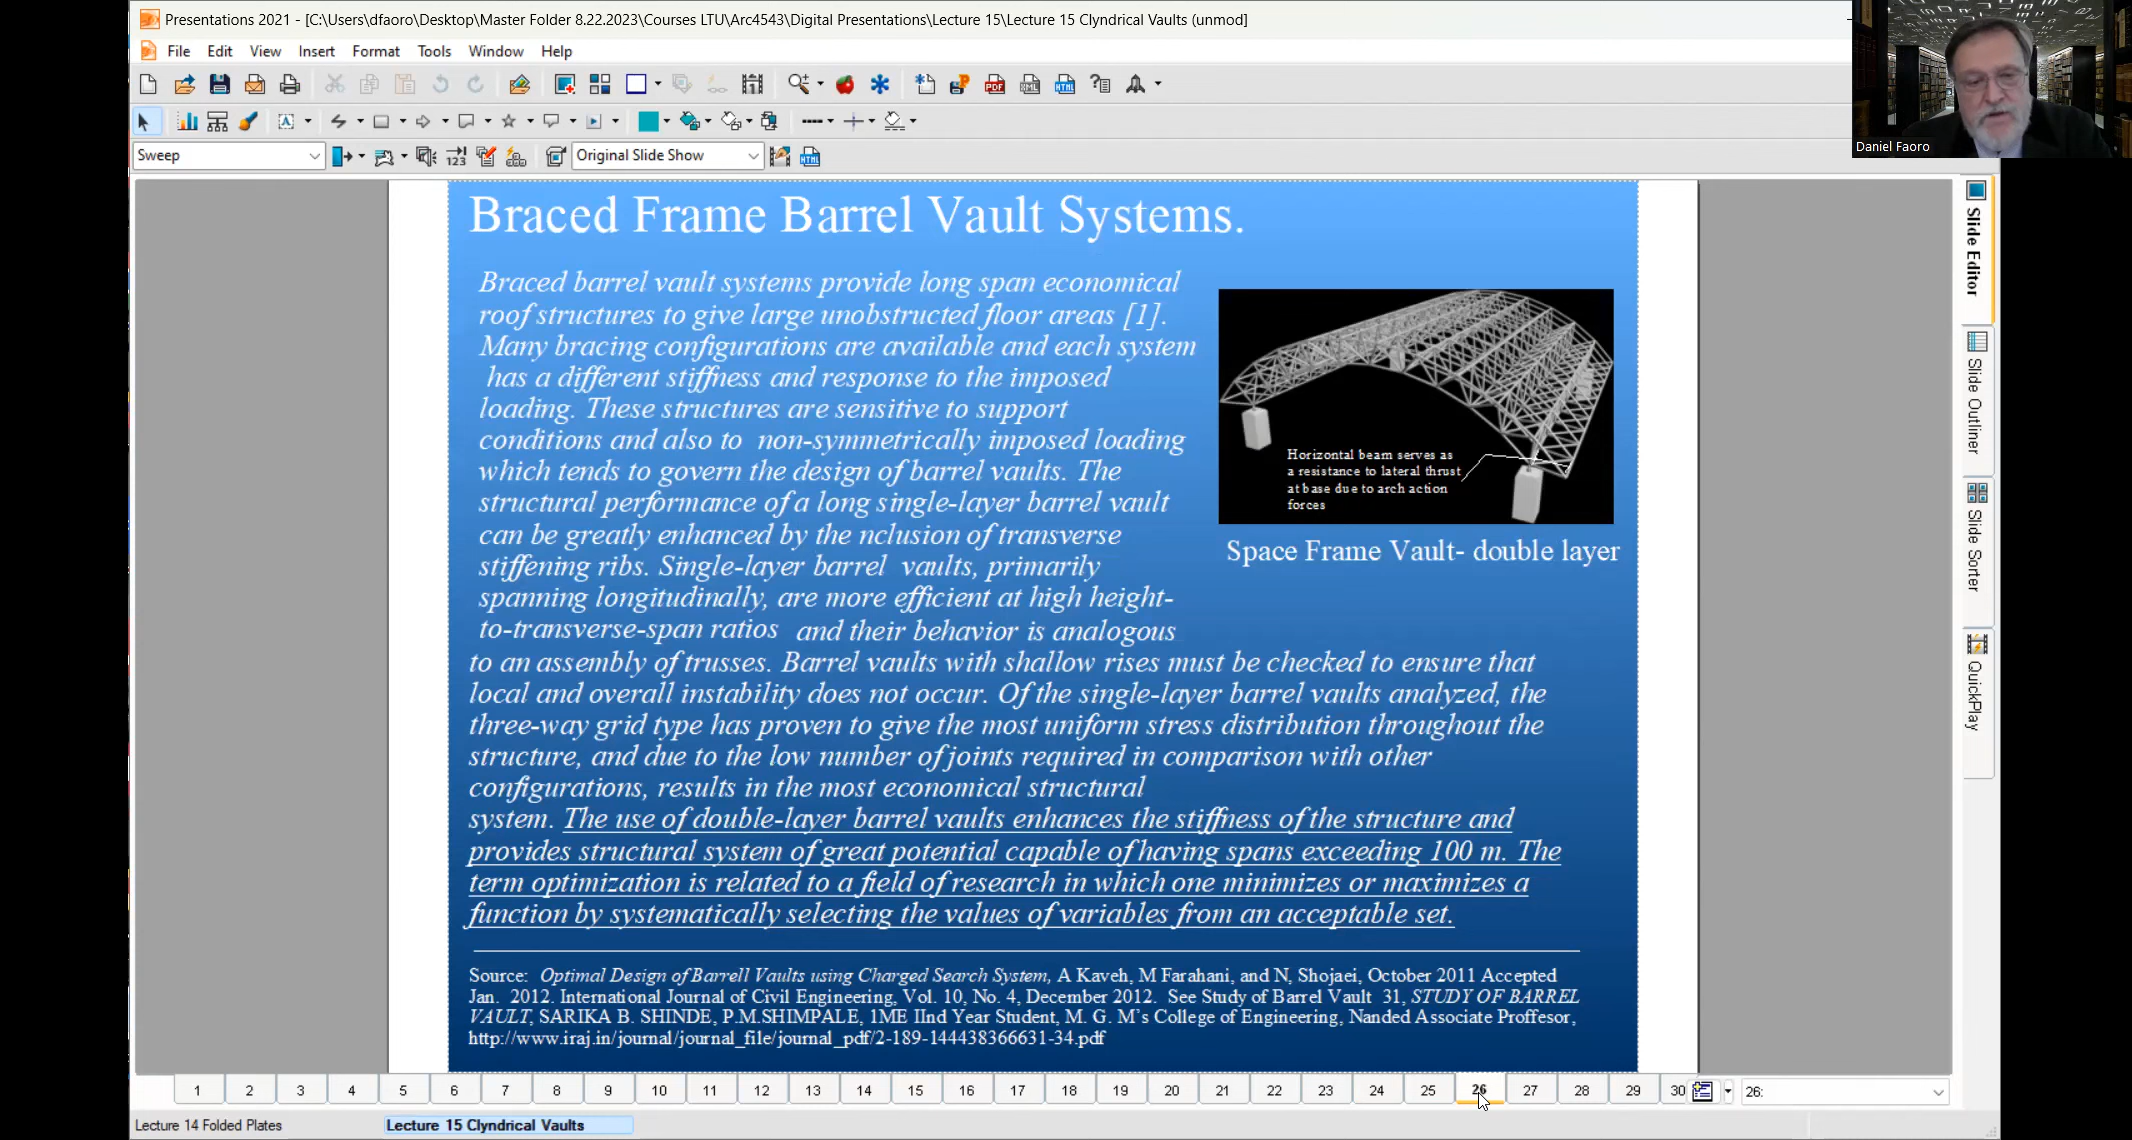 Presentations 2021 - [C:\Users\dfaoro\Desktop\Master Folder 8.22.2023\Courses LTU\Arc4543\Digital Presentations\Lecture 15\Lecture 15 Clyndrical Vaults (unmod]
File Edit View Insert Format Tools Window Help
Daniel Faoro
Sweep
Original Slide Show
Braced Frame Barrel Vault Systems.
Braced barrel vault systems provide long span economical
roof structures to give large unobstructed floor areas [1].
Many bracing configurations are available and each system
has a different stiffness and response to the imposed
loading. These structures are sensitive to support
conditions and also to non-symmetrically imposed loading
which tends to govern the design of barrel vaults. The
structural performance of a long single-layer barrel vault
can be greatly enhanced by the nclusion of transverse
stiffening ribs. Single-layer barrel vaults, primarily
spanning longitudinally, are more efficient at high height-
to-transverse-span ratios and their behavior is analogous
to an assembly of trusses. Barrel vaults with shallow rises must be checked to ensure that
local and overall instability does not occur. Of the single-layer barrel vaults analyzed, the
three-way grid type has proven to give the most uniform stress distribution throughout the
structure, and due to the low number of joints required in comparison with other
configurations, results in the most economical structural
system. The use of double-layer barrel vaults enhances the stiffness of the structure and
provides structural system of great potential capable of having spans exceeding 100 m. The
term optimization is related to a field of research in which one minimizes or maximizes a
function by systematically selecting the values of variables from an acceptable set.
Horizontal beam serves as
a resistance to lateral thrust
at base due to arch action
forces
Space Frame Vault- double layer
Source: Optimal Design of Barrell Vaults using Charged Search System, A Kaveh, M Farahani, and N, Shojaei, October 2011 Accepted
Jan. 2012. International Journal of Civil Engineering, Vol. 10, No. 4, December 2012. See Study of Barrel Vault 31, STUDY OF BARREL
VAULT, SARIKA B. SHINDE, P.M.SHIMPALE, 1ME IInd Year Student, M. G. M's College of Engineering, Nanded Associate Proffesor,
http://www.iraj.in/journal/journal_file/journal_pdf/2-189-144438366631-34.pdf
Slide Editor
Slide Outliner
Slide Sorter
QuickPlay
1 2 3 4 5 6 7 8 9 10 11 12 13 14 15 16 17 18 19 20 21 22 23 24 25 26 27 28 29 30 26:
Lecture 14 Folded Plates Lecture 15 Clyndrical Vaults